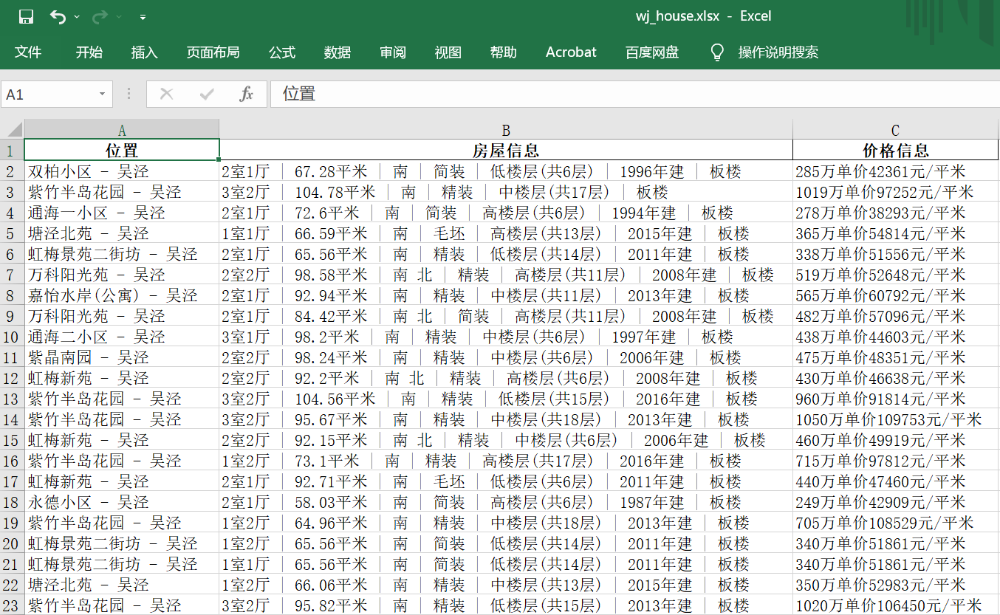 wj_house.xlsx - Excel
文件 开始 插入 页面布局 公式 数据 审阅 视图 帮助 Acrobat 百度网盘 操作说明搜索
A1 fx 位置
A B C
1 位置 房屋信息 价格信息
2 双柏小区 - 吴泾 2室1厅 | 67.28平米 | 南 | 简装 | 低楼层(共6层) | 1996年建 | 板楼 285万单价42361元/平米
3 紫竹半岛花园 - 吴泾 3室2厅 | 104.78平米 | 南 | 精装 | 中楼层(共17层) | 板楼 1019万单价97252元/平米
4 通海一小区 - 吴泾 2室1厅 | 72.6平米 | 南 | 简装 | 高楼层(共6层) | 1994年建 | 板楼 278万单价38293元/平米
5 塘泾北苑 - 吴泾 1室1厅 | 66.59平米 | 南 | 毛坯 | 高楼层(共13层) | 2015年建 | 板楼 365万单价54814元/平米
6 虹梅景苑二街坊 - 吴泾 2室1厅 | 65.56平米 | 南 | 精装 | 低楼层(共14层) | 2011年建 | 板楼 338万单价51556元/平米
7 万科阳光苑 - 吴泾 2室2厅 | 98.58平米 | 南 北 | 精装 | 高楼层(共11层) | 2008年建 | 板楼 519万单价52648元/平米
8 嘉怡水岸(公寓) - 吴泾 2室1厅 | 92.94平米 | 南 | 精装 | 中楼层(共11层) | 2013年建 | 板楼 565万单价60792元/平米
9 万科阳光苑 - 吴泾 2室1厅 | 84.42平米 | 南 北 | 简装 | 高楼层(共11层) | 2008年建 | 板楼 482万单价57096元/平米
10 通海二小区 - 吴泾 3室1厅 | 98.2平米 | 南 | 精装 | 中楼层(共6层) | 1997年建 | 板楼 438万单价44603元/平米
11 紫晶南园 - 吴泾 2室2厅 | 98.24平米 | 南 | 精装 | 中楼层(共6层) | 2006年建 | 板楼 475万单价48351元/平米
12 虹梅新苑 - 吴泾 2室2厅 | 92.2平米 | 南 北 | 精装 | 高楼层(共6层) | 2008年建 | 板楼 430万单价46638元/平米
13 紫竹半岛花园 - 吴泾 3室2厅 | 104.56平米 | 南 | 精装 | 低楼层(共15层) | 2016年建 | 板楼 960万单价91814元/平米
14 紫竹半岛花园 - 吴泾 3室2厅 | 95.67平米 | 南 | 精装 | 中楼层(共18层) | 2013年建 | 板楼 1050万单价109753元/平米
15 虹梅新苑 - 吴泾 2室2厅 | 92.15平米 | 南 北 | 精装 | 中楼层(共6层) | 2006年建 | 板楼 460万单价49919元/平米
16 紫竹半岛花园 - 吴泾 1室2厅 | 73.1平米 | 南 | 精装 | 高楼层(共17层) | 2016年建 | 板楼 715万单价97812元/平米
17 虹梅新苑 - 吴泾 2室1厅 | 92.71平米 | 南 | 毛坯 | 低楼层(共6层) | 2011年建 | 板楼 440万单价47460元/平米
18 永德小区 - 吴泾 2室1厅 | 58.03平米 | 南 | 简装 | 高楼层(共6层) | 1987年建 | 板楼 249万单价42909元/平米
19 紫竹半岛花园 - 吴泾 1室2厅 | 64.96平米 | 南 | 精装 | 中楼层(共18层) | 2013年建 | 板楼 705万单价108529元/平米
20 虹梅景苑二街坊 - 吴泾 1室2厅 | 65.56平米 | 南 | 简装 | 低楼层(共14层) | 2011年建 | 板楼 340万单价51861元/平米
21 虹梅景苑二街坊 - 吴泾 1室1厅 | 65.56平米 | 南 | 简装 | 低楼层(共14层) | 2011年建 | 板楼 340万单价51861元/平米
22 塘泾北苑 - 吴泾 1室2厅 | 66.06平米 | 南 | 精装 | 中楼层(共13层) | 2015年建 | 板楼 350万单价52983元/平米
23 紫竹半岛花园 - 吴泾 3室2厅 | 95.82平米 | 南 | 精装 | 低楼层(共15层) | 2013年建 | 板楼 1020万单价106450元/平米